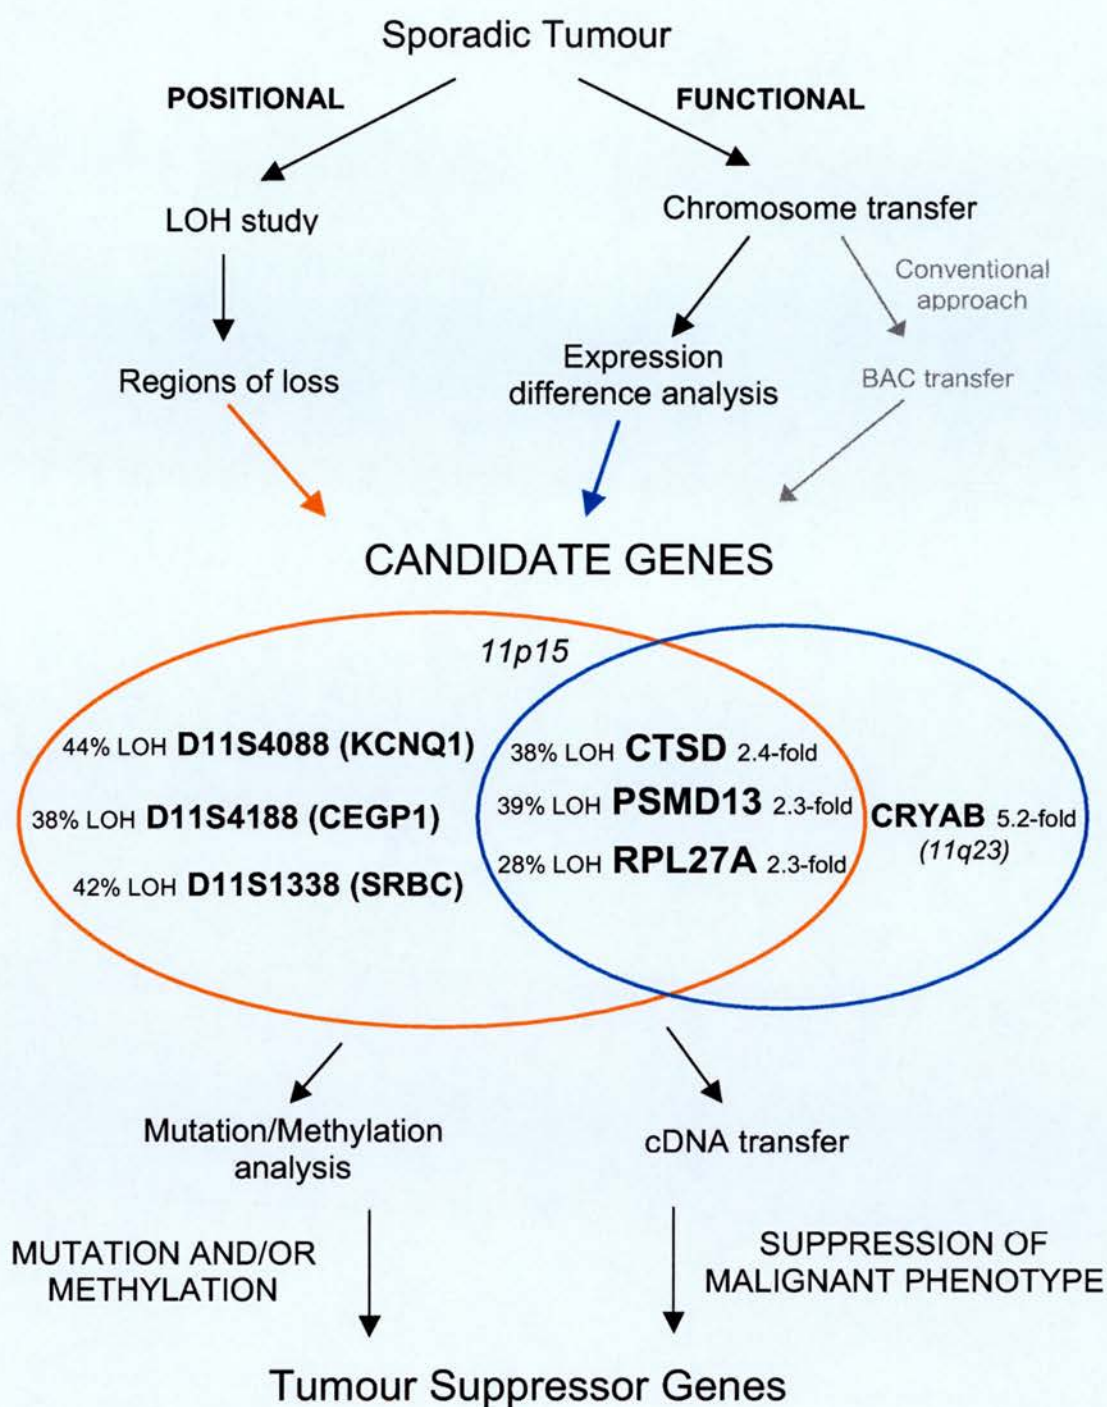 Sporadic Tumour
POSITIONAL
FUNCTIONAL
LOH study
Chromosome transfer
Conventional
approach
Regions of loss
Expression
difference analysis
BAC transfer
CANDIDATE GENES
11p15
44% LOH D11S4088 (KCNQ1)
38% LOH D11S4188 (CEGP1)
42% LOH D11S1338 (SRBC)
38% LOH CTSD 2.4-fold
39% LOH PSMD13 2.3-fold
28% LOH RPL27A 2.3-fold
CRYAB 5.2-fold
(11q23)
Mutation/Methylation
analysis
cDNA transfer
MUTATION AND/OR
METHYLATION
SUPPRESSION OF
MALIGNANT PHENOTYPE
Tumour Suppressor Genes